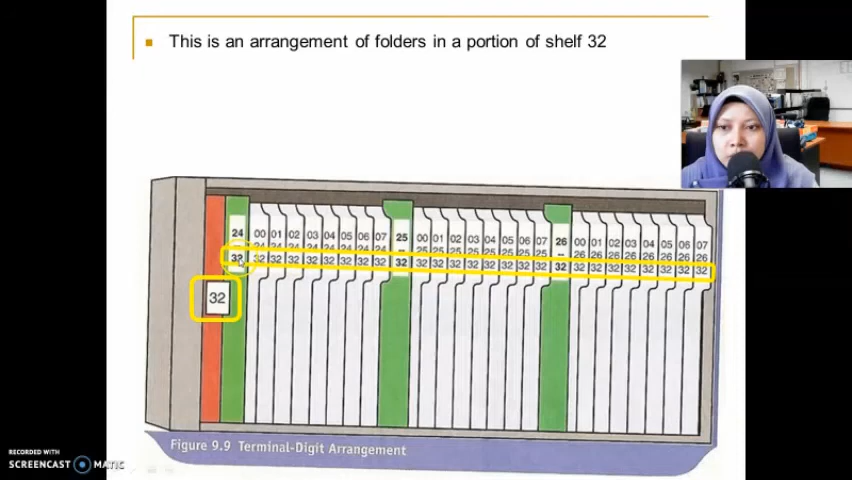 This is an arrangement of folders in a portion of shelf 32
24 00 01 02 03 04 05 06 07 25 00 01 02 03 04 05 06 07 26 00 01 02 03 04 05 06 07
24 24 24 24 24 24 24 24 – 25 25 25 25 25 25 25 25 – 26 26 26 26 26 26 26 26
32 32 32 32 32 32 32 32 32 32 32 32 32 32 32 32 32 32 32 32 32 32 32 32 32 32 32
32
Figure 9.9 Terminal-Digit Arrangement
RECORDED WITH
SCREENCAST MATIC